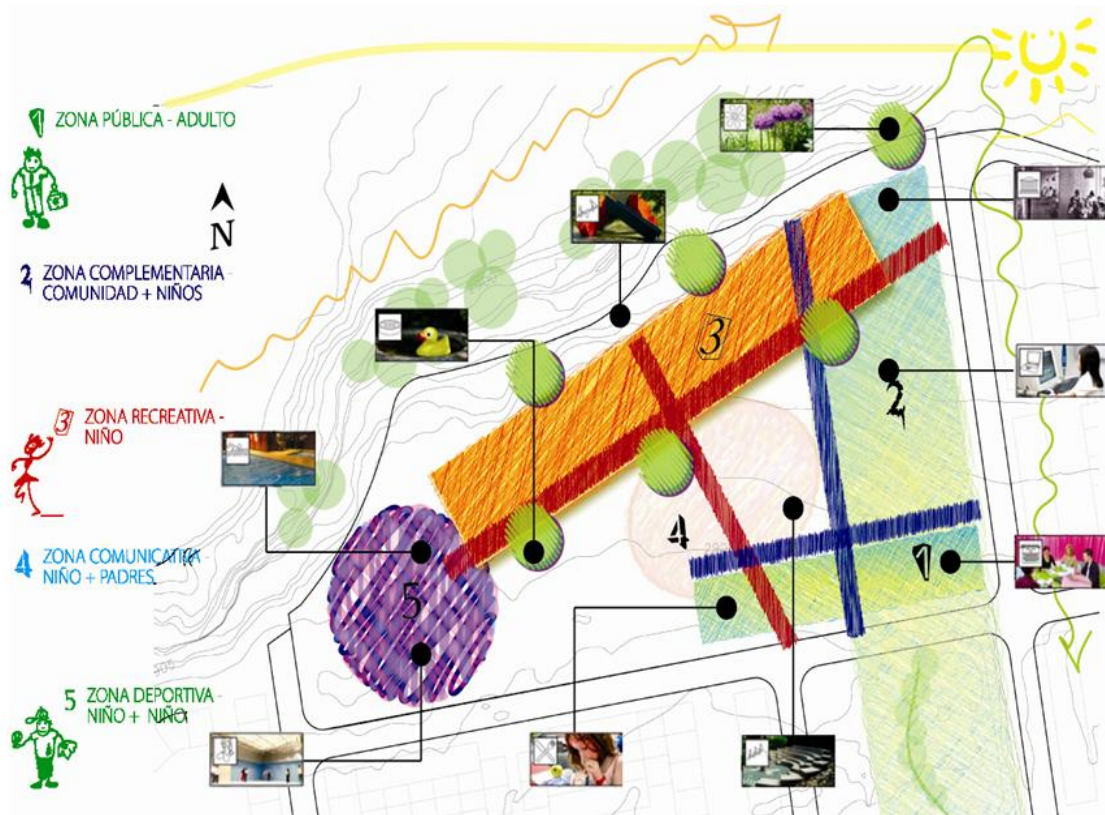 1 ZONA PÚBLICA - ADULTO
N
2 ZONA COMPLEMENTARIA -
COMUNIDAD + NIÑOS
3 ZONA RECREATIVA -
NIÑO
4 ZONA COMUNICATIVA -
NIÑO + PADRES
5 ZONA DEPORTIVA -
NIÑO + NIÑO
3
2
4
1
5